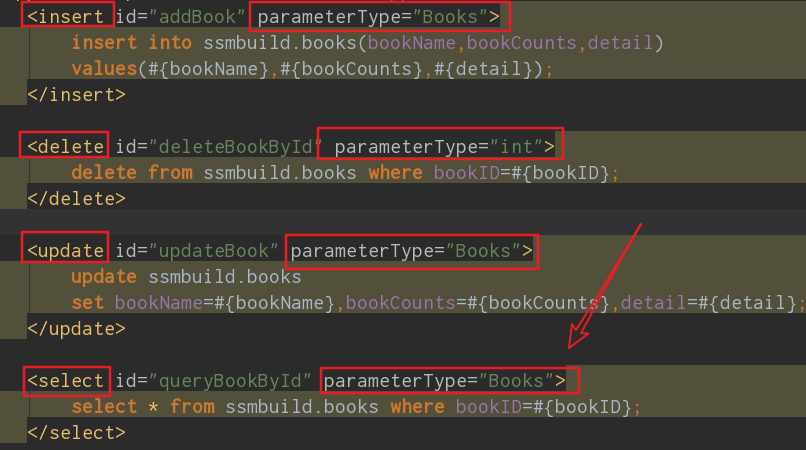 <insert id="addBook" parameterType="Books">
insert into ssmbuild.books(bookName,bookCounts,detail)
values(#{bookName},#{bookCounts},#{detail});
</insert>
<delete id="deleteBookById" parameterType="int">
delete from ssmbuild.books where bookID=#{bookID};
</delete>
<update id="updateBook" parameterType="Books">
update ssmbuild.books
set bookName=#{bookName},bookCounts=#{bookCounts},detail=#{detail};
</update>
<select id="queryBookById" parameterType="Books">
select * from ssmbuild.books where bookID=#{bookID};
</select>